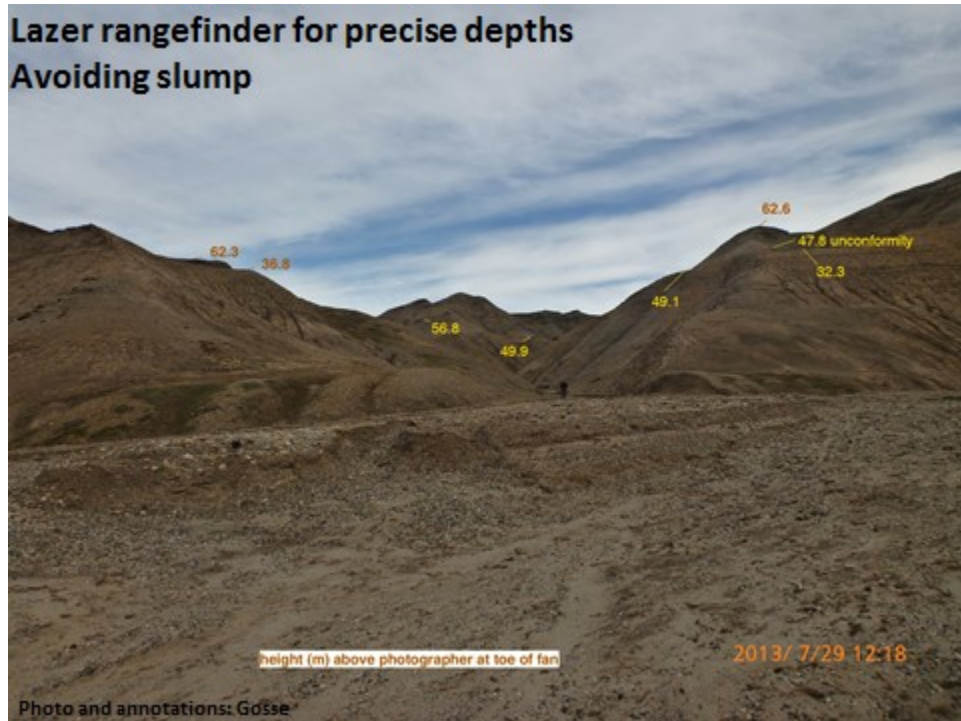 Lazer rangefinder for precise depths
Avoiding slump
62.6
62.3
47.8 unconformity
36.8
32.3
49.1
56.8
49.9
height (m) above photographer at toe of fan
2013/ 7/29 12:18
Photo and annotations: Gosse